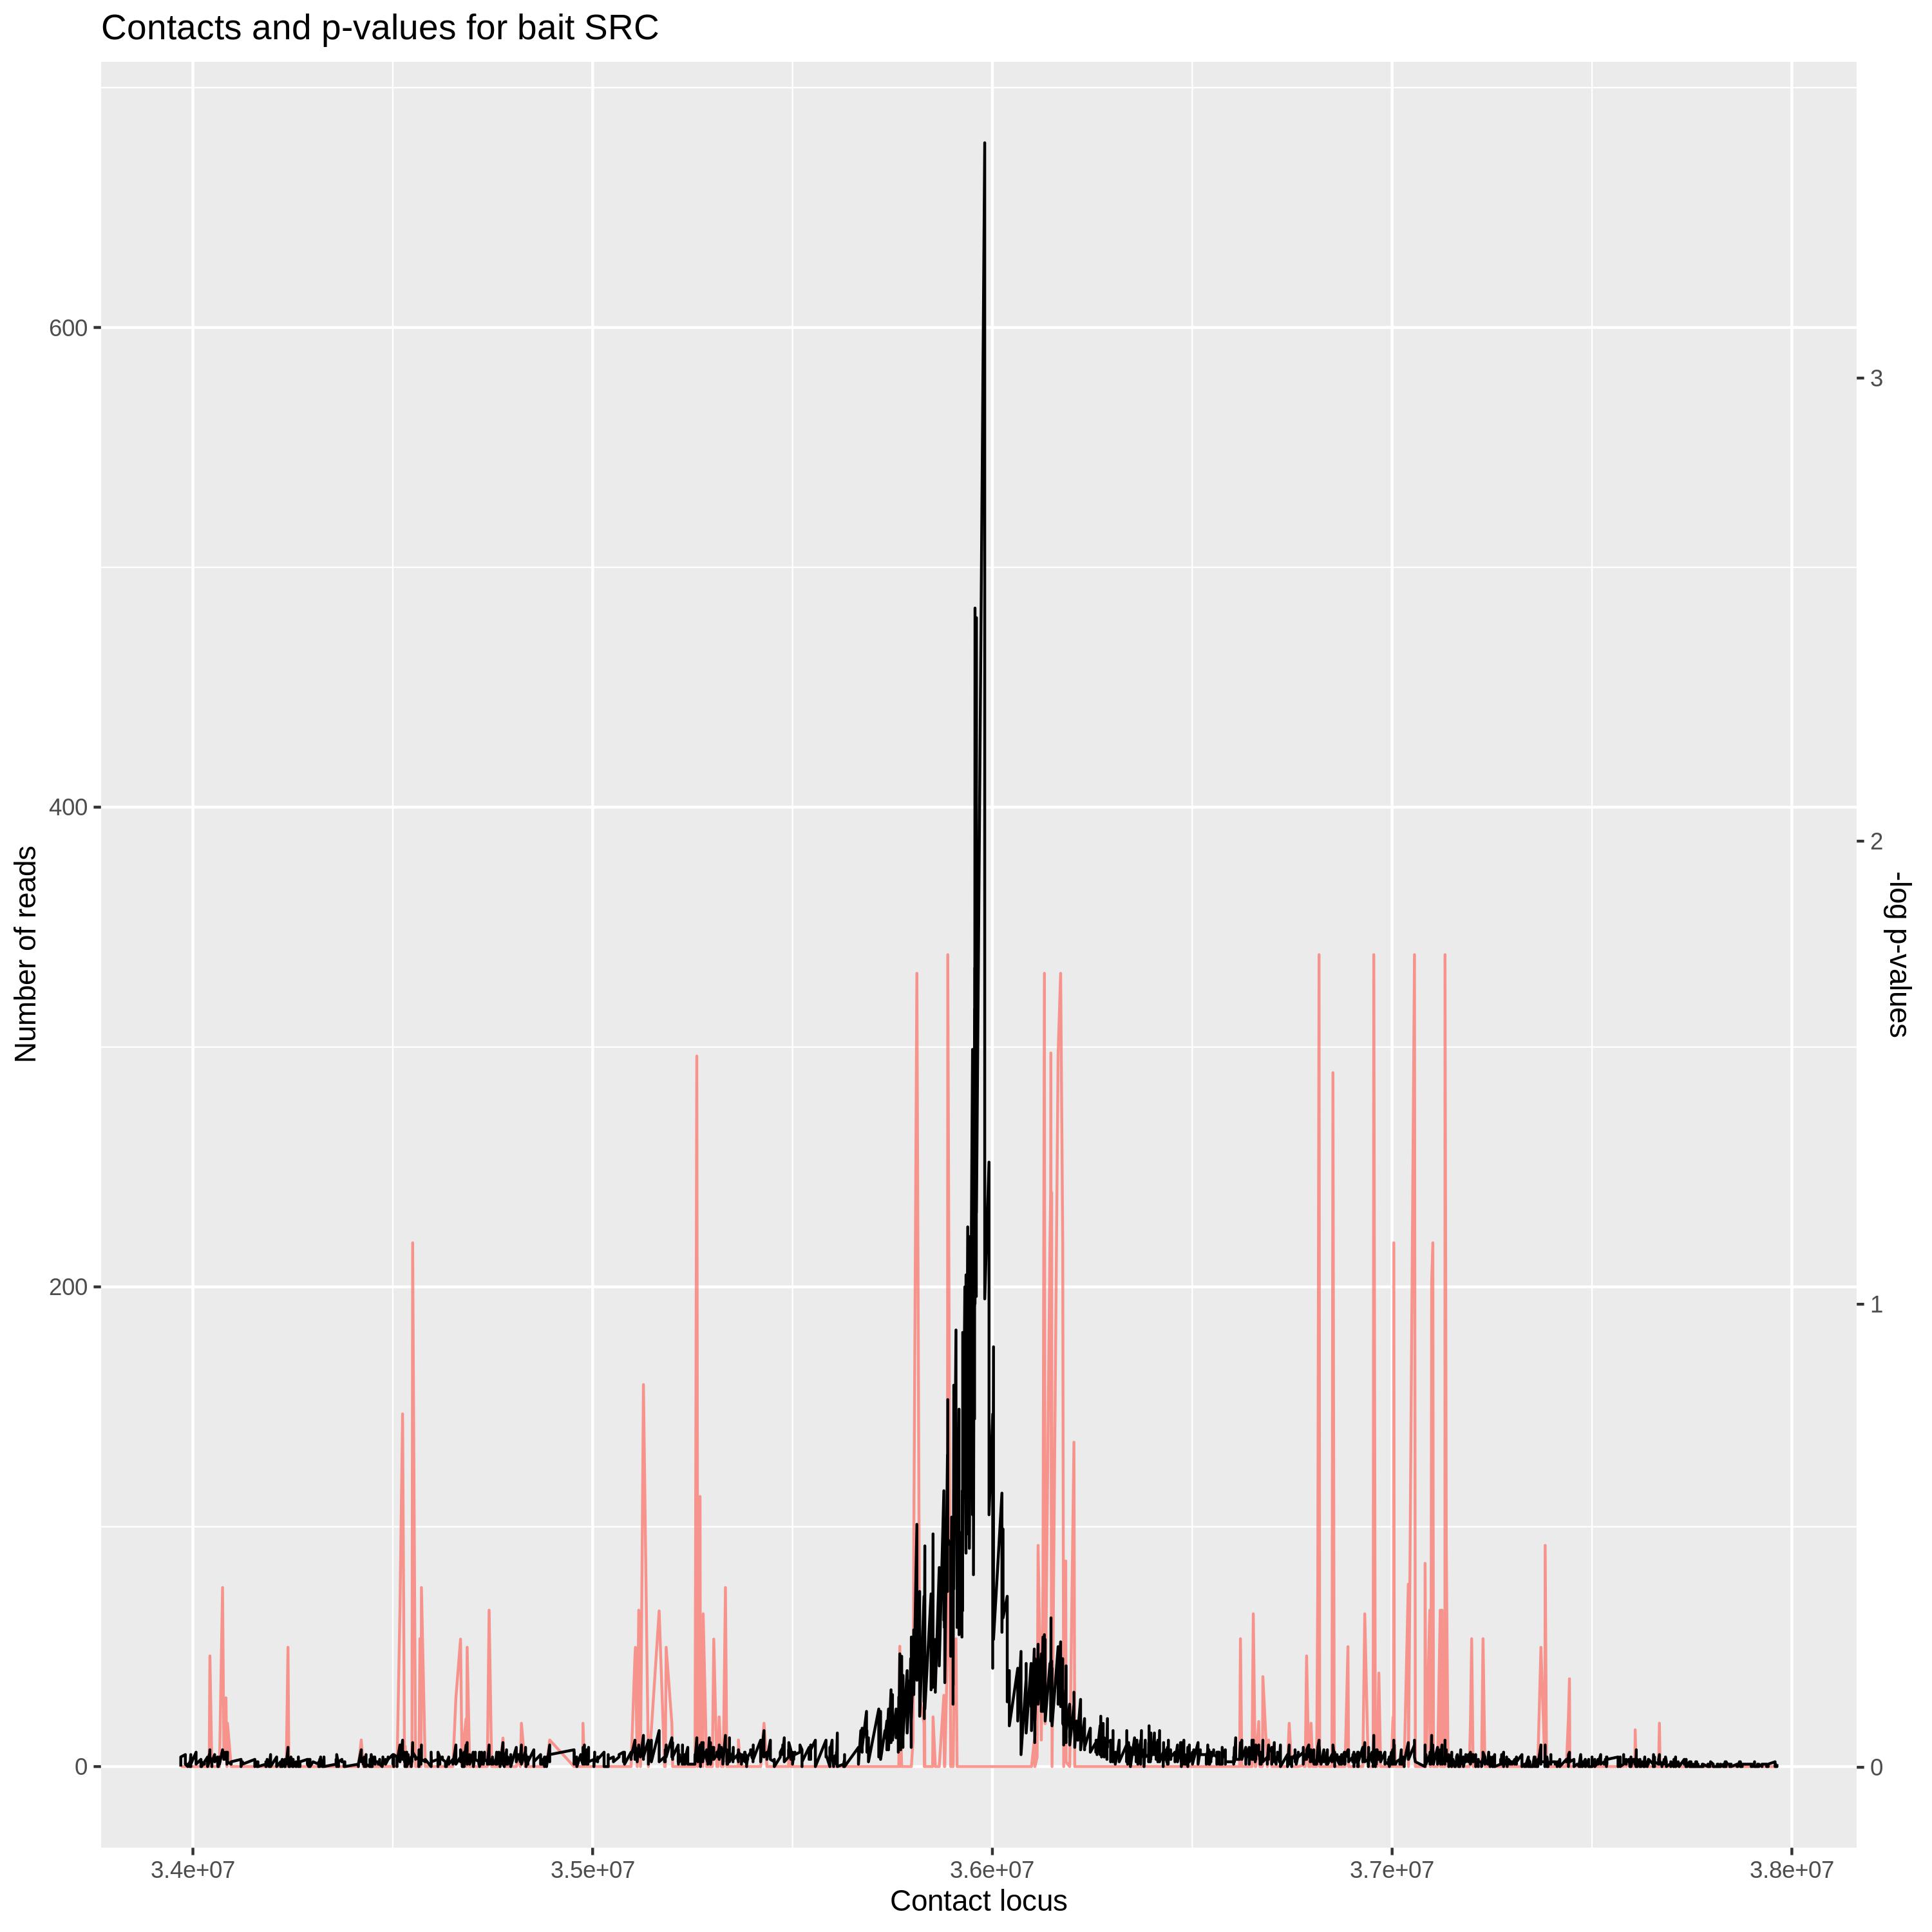 Contacts and p-values for bait SRC
600
400
200
0
Number of reads
3
2
1
0
-log p-values
3.4e+07
3.5e+07
3.6e+07
3.7e+07
3.8e+07
Contact locus